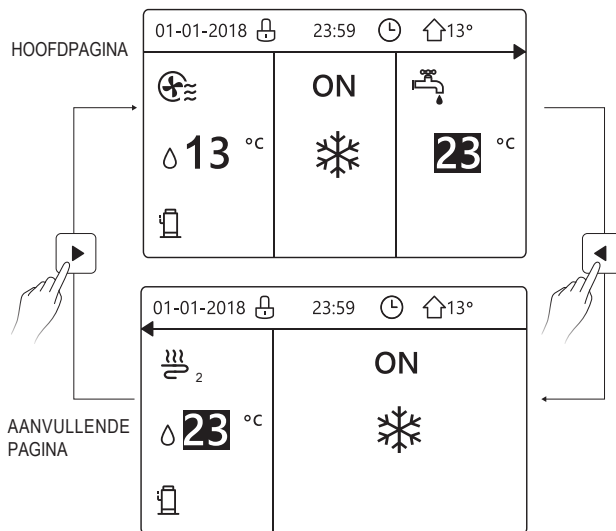 01-01-2018 23:59 13°
HOOFDPAGINA
ON
13 °C
23 °C
01-01-2018 23:59 13°
2
ON
23 °C
AANVULLENDE
PAGINA